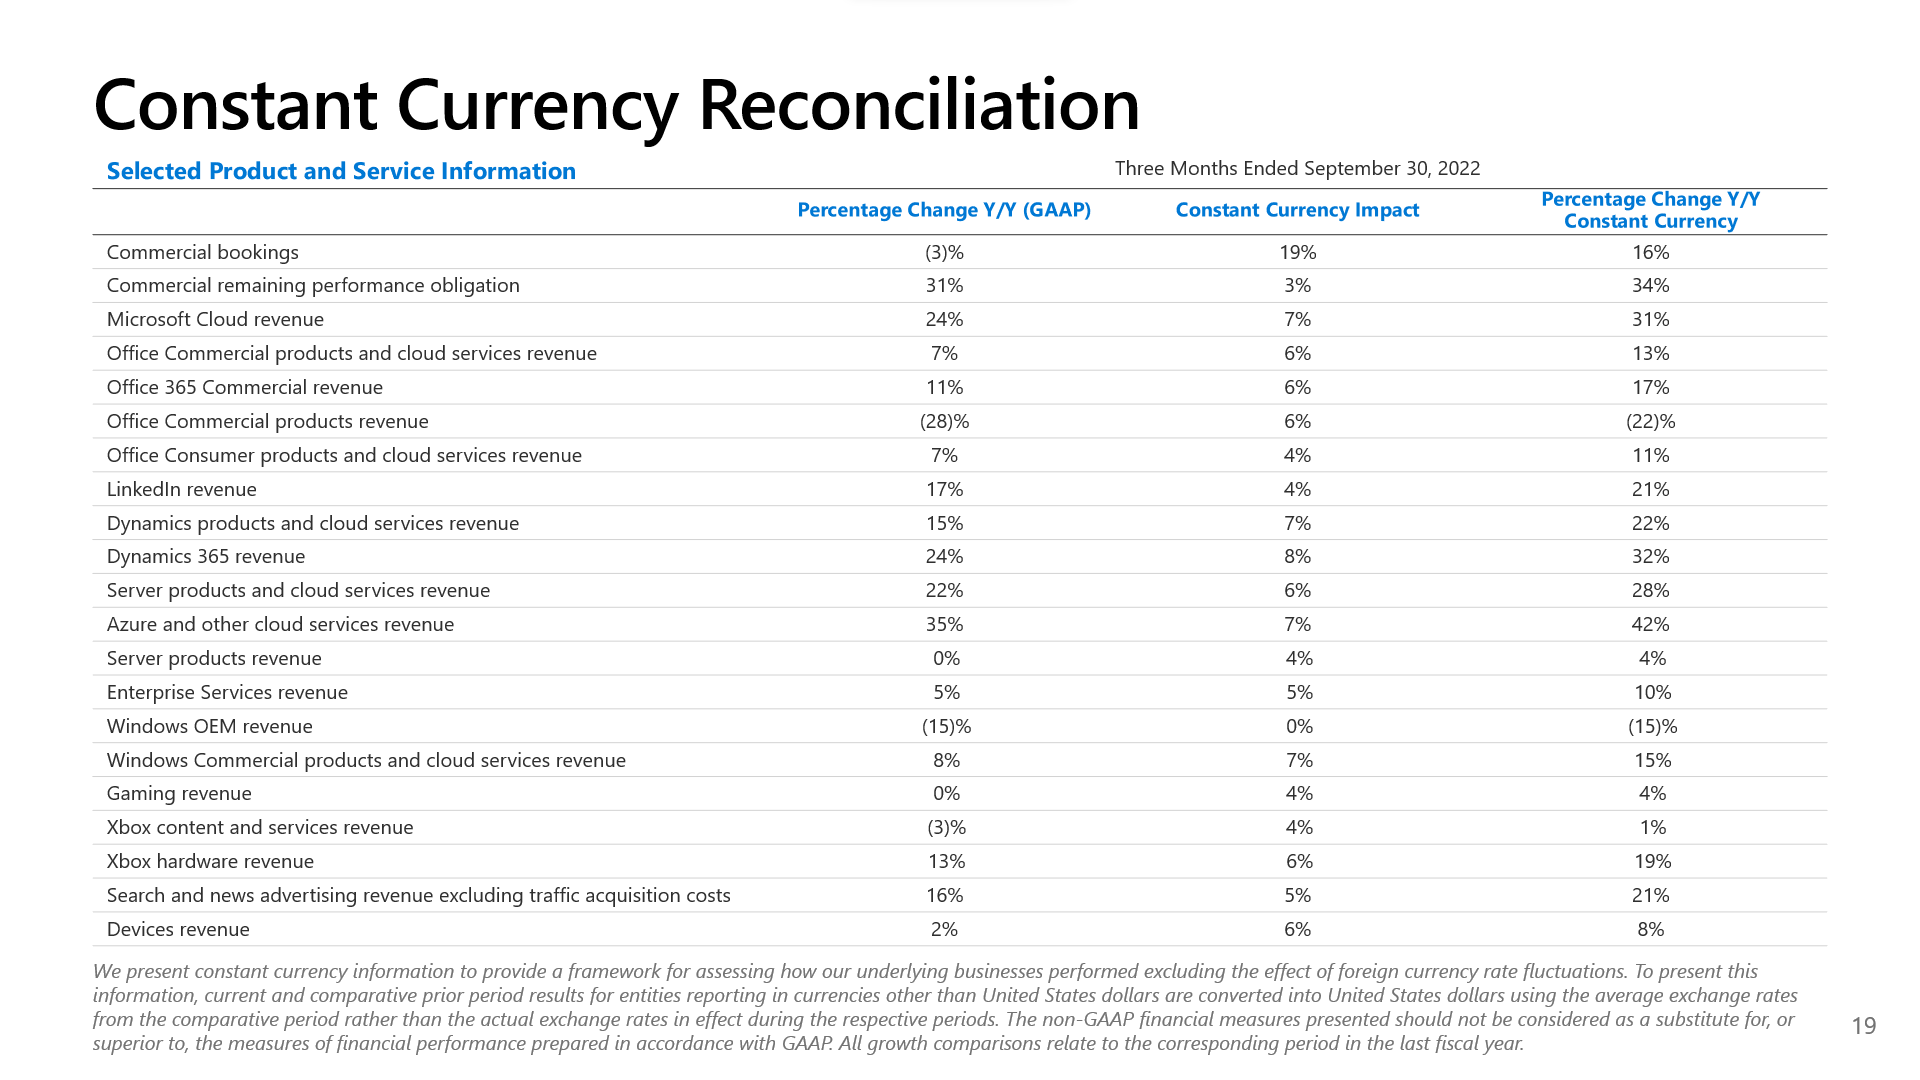 Constant Currency Reconciliation
Selected Product and Service Information Three Months Ended September 30, 2022
Percentage Change Y/Y (GAAP) Constant Currency Impact Percentage Change Y/Y
Constant Currency
Commercial bookings (3)% 19% 16%
Commercial remaining performance obligation 31% 3% 34%
Microsoft Cloud revenue 24% 7% 31%
Office Commercial products and cloud services revenue 7% 6% 13%
Office 365 Commercial revenue 11% 6% 17%
Office Commercial products revenue (28)% 6% (22)%
Office Consumer products and cloud services revenue 7% 4% 11%
LinkedIn revenue 17% 4% 21%
Dynamics products and cloud services revenue 15% 7% 22%
Dynamics 365 revenue 24% 8% 32%
Server products and cloud services revenue 22% 6% 28%
Azure and other cloud services revenue 35% 7% 42%
Server products revenue 0% 4% 4%
Enterprise Services revenue 5% 5% 10%
Windows OEM revenue (15)% 0% (15)%
Windows Commercial products and cloud services revenue 8% 7% 15%
Gaming revenue 0% 4% 4%
Xbox content and services revenue (3)% 4% 1%
Xbox hardware revenue 13% 6% 19%
Search and news advertising revenue excluding traffic acquisition costs 16% 5% 21%
Devices revenue 2% 6% 8%
We present constant currency information to provide a framework for assessing how our underlying businesses performed excluding the effect of foreign currency rate fluctuations. To present this
information, current and comparative prior period results for entities reporting in currencies other than United States dollars are converted into United States dollars using the average exchange rates
from the comparative period rather than the actual exchange rates in effect during the respective periods. The non-GAAP financial measures presented should not be considered as a substitute for, or
superior to, the measures of financial performance prepared in accordance with GAAP. All growth comparisons relate to the corresponding period in the last fiscal year.
19